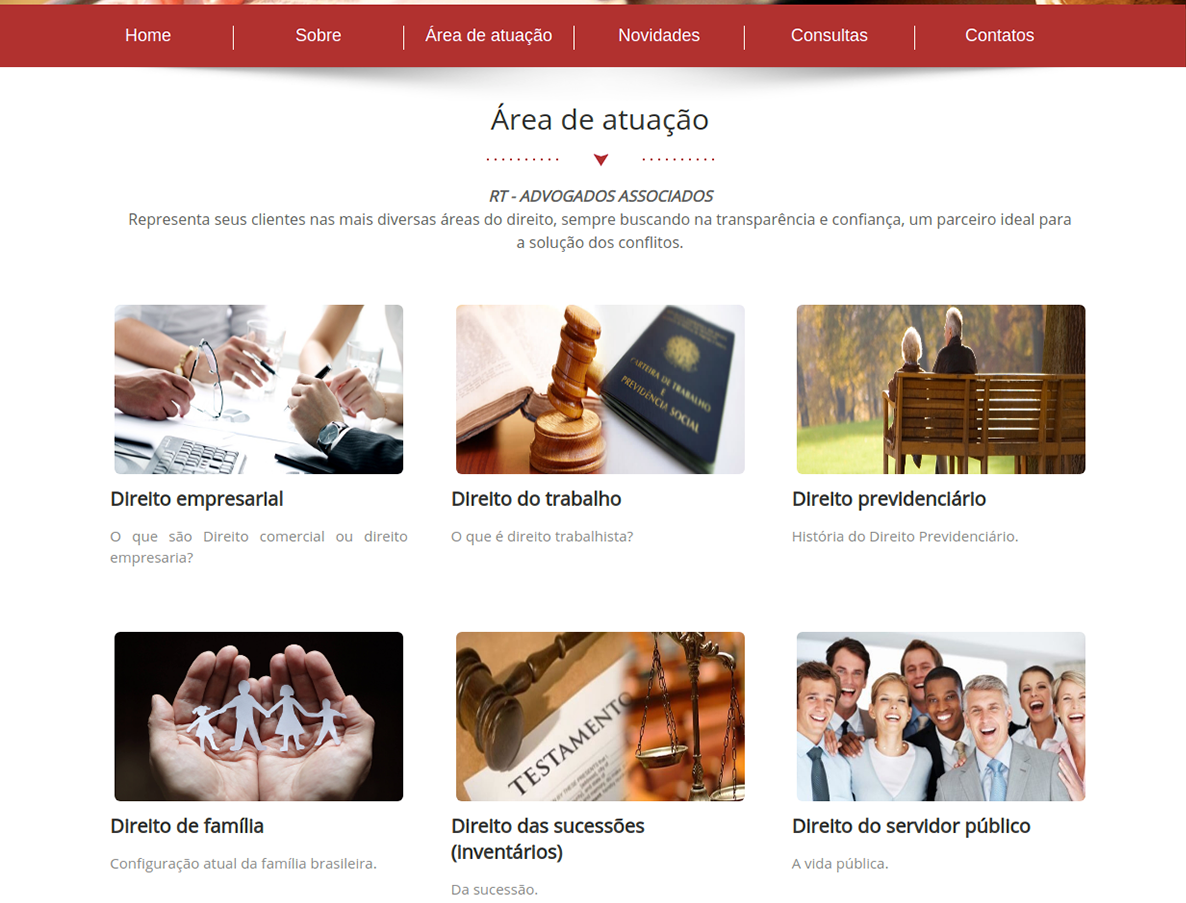 Home
Sobre
Área de atuação
Novidades
Consultas
Contatos
Área de atuação
RT - ADVOGADOS ASSOCIADOS
Representa seus clientes nas mais diversas áreas do direito, sempre buscando na transparência e confiança, um parceiro ideal para
a solução dos conflitos.
CARTEIRA DE TRABALHO
E
PREVIDÊNCIA SOCIAL
Direito empresarial
O que são Direito comercial ou direito
empresaria?
Direito do trabalho
O que é direito trabalhista?
Direito previdenciário
História do Direito Previdenciário.
TESTAMENTO
Direito de família
Configuração atual da família brasileira.
Direito das sucessões
(inventários)
Da sucessão.
Direito do servidor público
A vida pública.